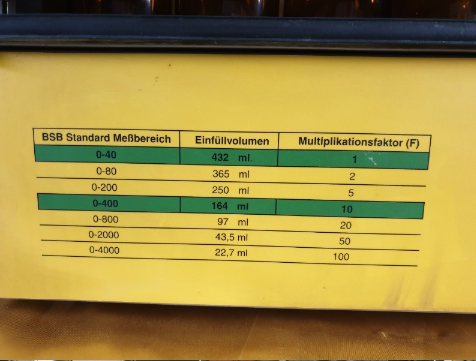 BSB Standard Meßbereich Einfüllvolumen Multiplikationsfaktor (F)
0-40 432 ml. 1
0-80 365 ml 2
0-200 250 ml 5
0-400 164 ml 10
0-800 97 ml 20
0-2000 43,5 ml 50
0-4000 22,7 ml 100